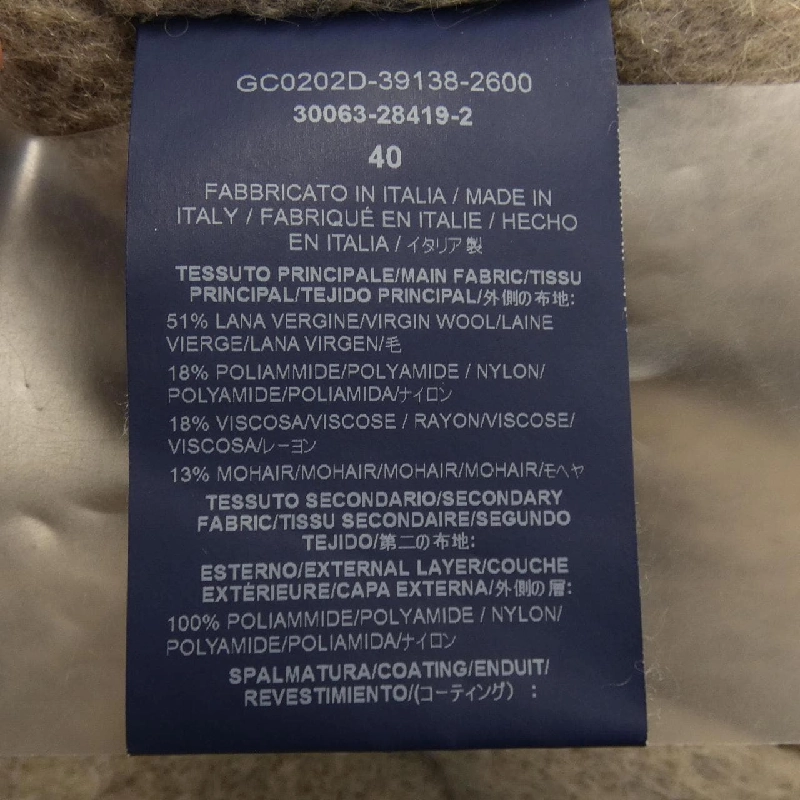 GC0202D-39138-2600
30063-28419-2
40
FABBRICATO IN ITALIA / MADE IN
ITALY / FABRIQUÉ EN ITALIE / HECHO
EN ITALIA / イタリア製
TESSUTO PRINCIPALE/MAIN FABRIC/TISSU
PRINCIPAL/TEJIDO PRINCIPAL/外側の布地:
51% LANA VERGINE/VIRGIN WOOL/LAINE
VIERGE/LANA VIRGEN/毛
18% POLIAMMIDE/POLYAMIDE / NYLON/
POLYAMIDE/POLIAMIDA/ナイロン
18% VISCOSA/VISCOSE / RAYON/VISCOSE/
VISCOSA/レーヨン
13% MOHAIR/MOHAIR/MOHAIR/MOHAIR/モヘヤ
TESSUTO SECONDARIO/SECONDARY
FABRIC/TISSU SECONDAIRE/SEGUNDO
TEJIDO/第二の布地:
ESTERNO/EXTERNAL LAYER/COUCHE
EXTÉRIEURE/CAPA EXTERNA/外側の層:
100% POLIAMMIDE/POLYAMIDE / NYLON/
POLYAMIDE/POLIAMIDA/ナイロン
SPALMATURA/COATING/ENDUIT/
REVESTIMIENTO/(コーティング) :